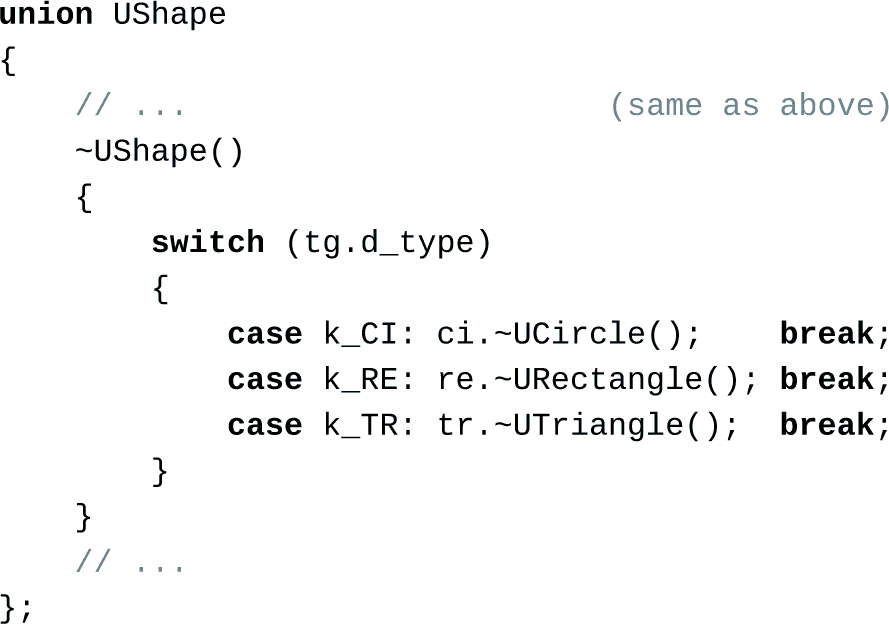 union UShape
{
    // ...                      (same as above)
    ~UShape()
    {
        switch (tg.d_type)
        {
            case k_CI: ci.~UCircle();    break;
            case k_RE: re.~URectangle(); break;
            case k_TR: tr.~UTriangle();  break;
        }
    }
    // ...
};